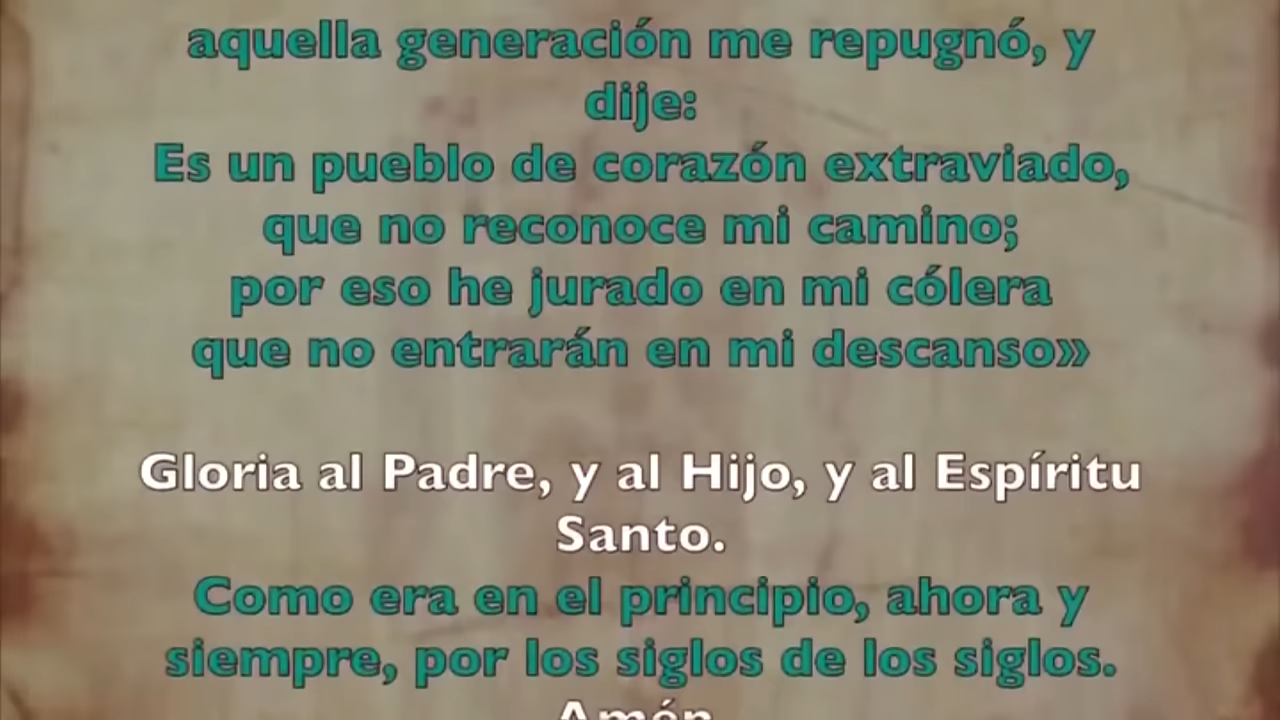 aquella generación me repugnó, y
dije:
Es un pueblo de corazón extraviado,
que no reconoce mi camino;
por eso he jurado en mi cólera
que no entrarán en mi descanso»
Gloria al Padre, y al Hijo, y al Espíritu
Santo.
Como era en el principio, ahora y
siempre, por los siglos de los siglos.
Amén